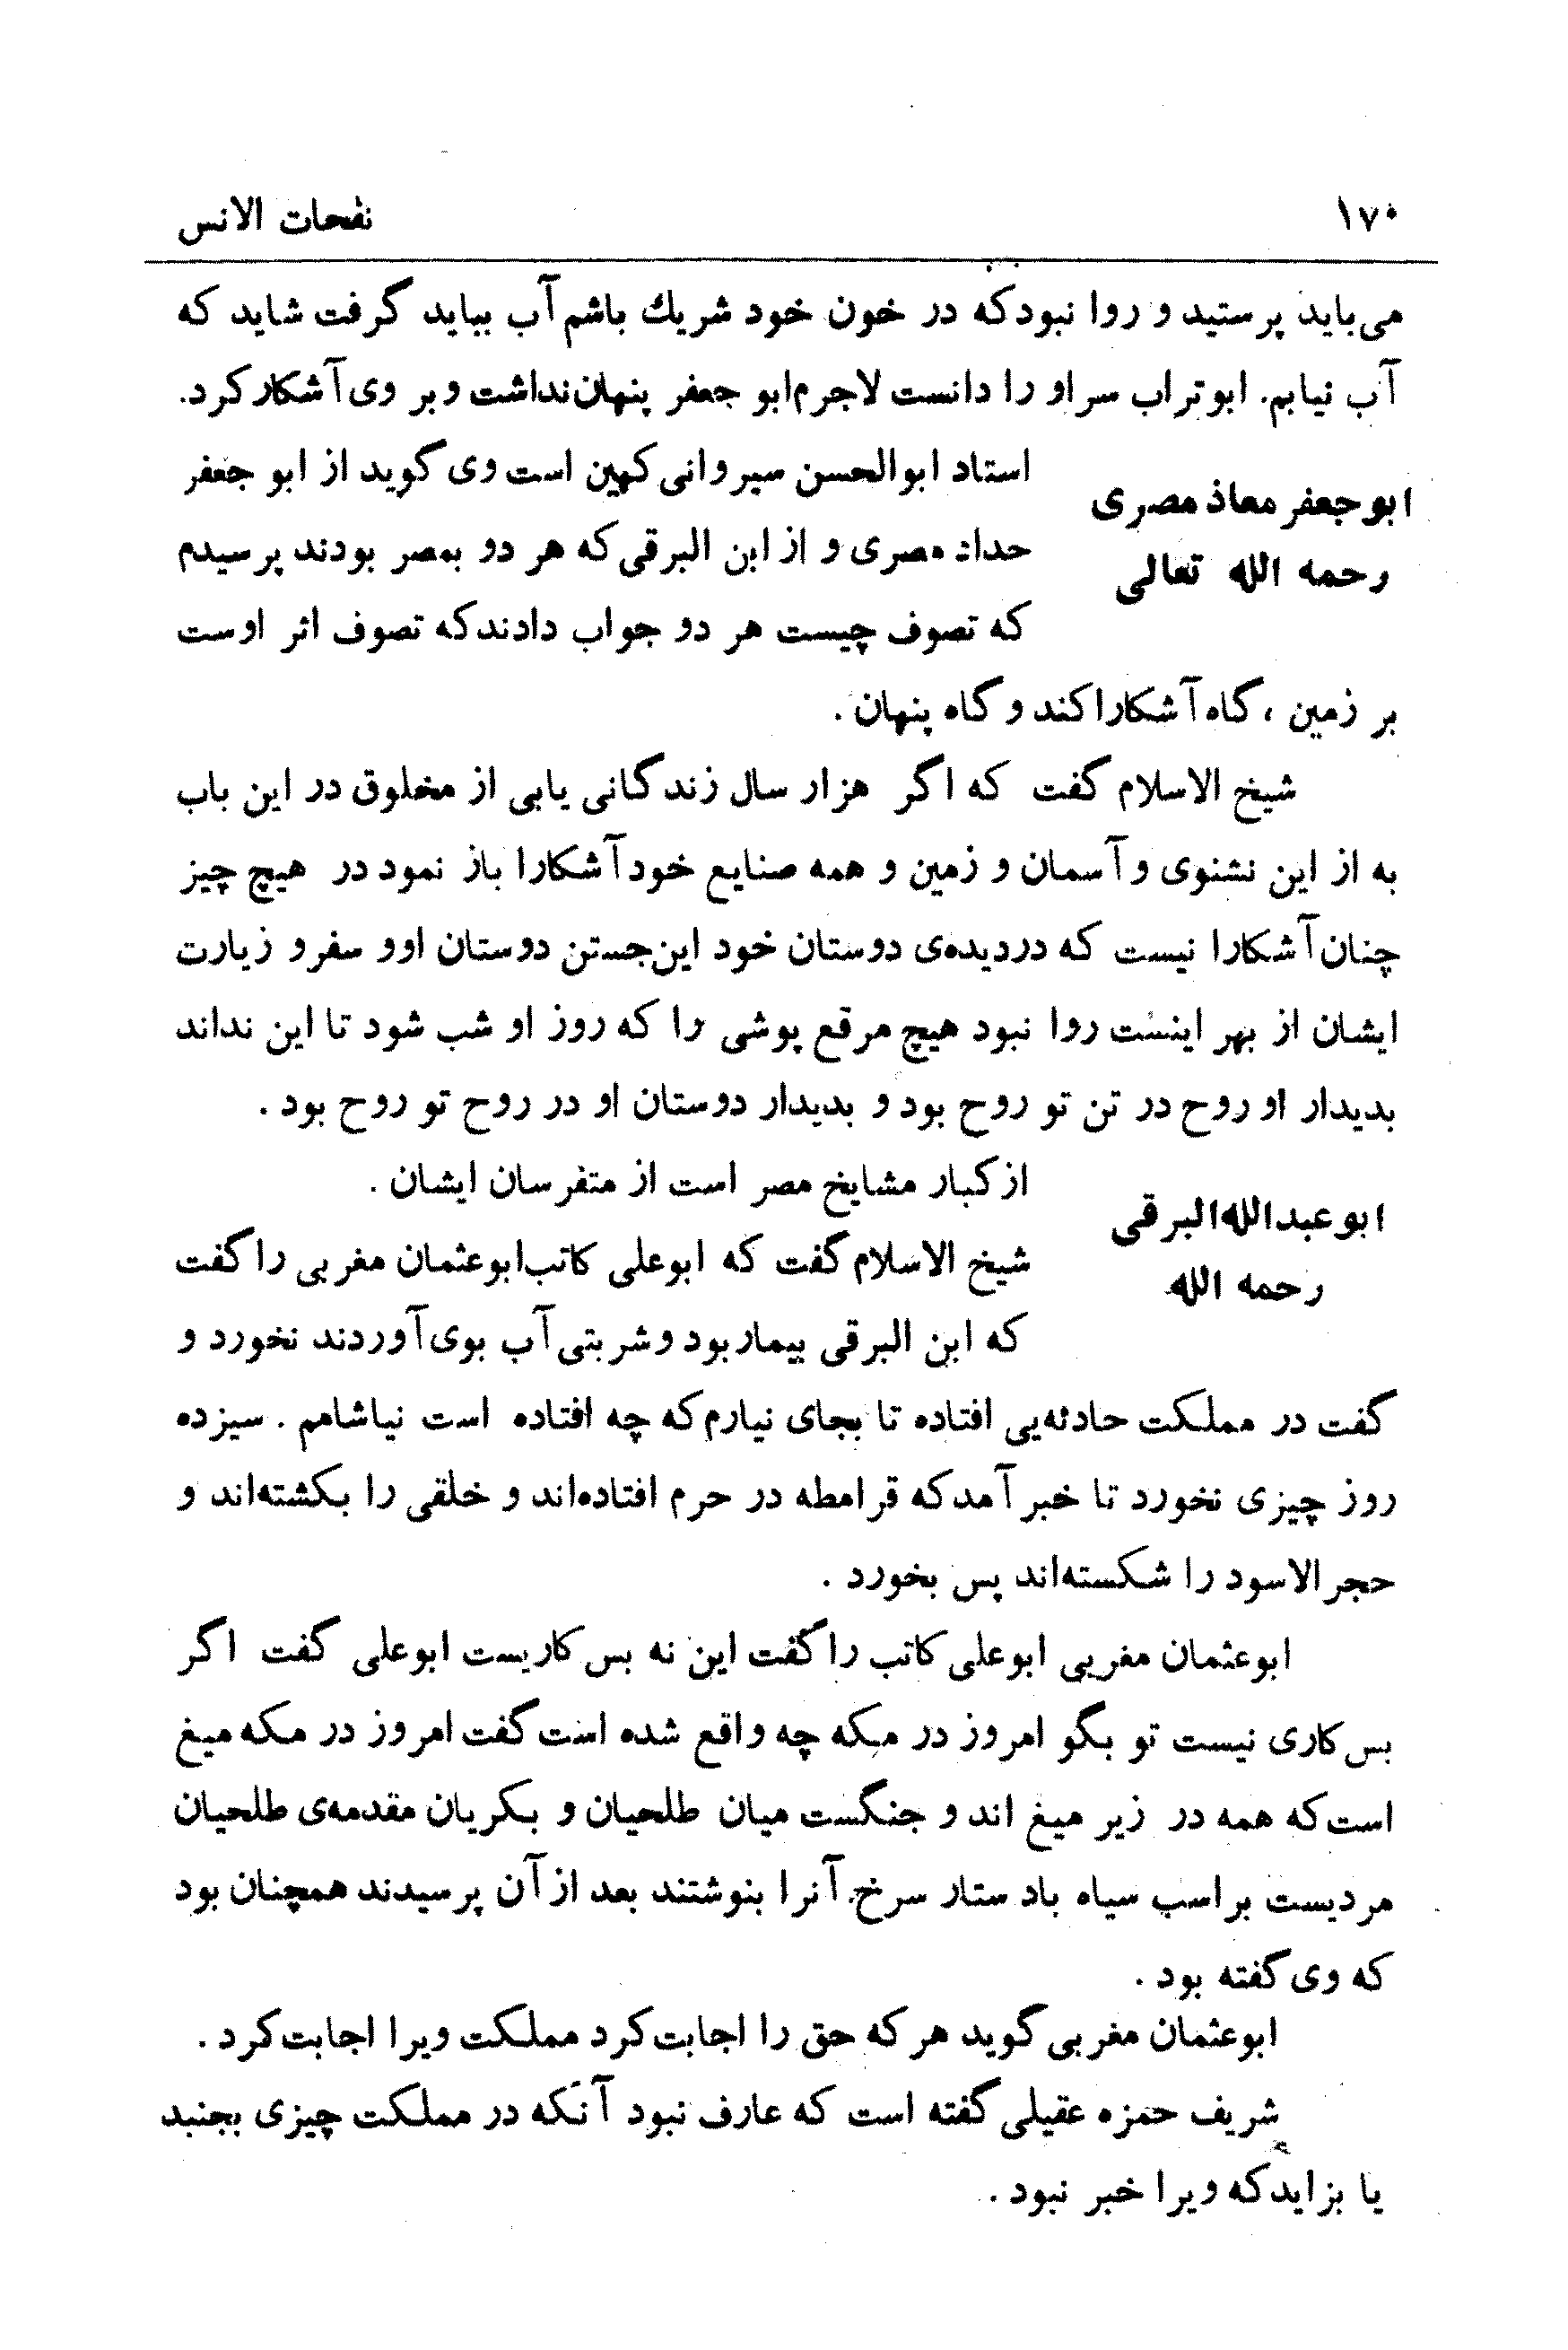 ۱۷۰ نفحات الانس
می‌باید پرستید و روا نبود که در خون خود شریك باشم آب بیاید گرفت شاید که
آب نیابم. ابوتراب سر او را دانست لاجرم ابو جعفر پنهان نداشت و بر وی آشکار کرد.
ابوجعفر معاذ مصری
رحمه الله تعالی
استاد ابوالحسن سیروانی کهین است وی گوید از ابو جعفر
حداد مصری و از ابن البرقی که هر دو بمصر بودند پرسیدم
که تصوف چیست هر دو جواب دادند که تصوف اثر اوست
بر زمین ، گاه آشکارا کند و گاه پنهان .
شیخ الاسلام گفت که اگر هزار سال زندگانی یابی از مخلوق در این باب
به از این نشنوی و آسمان و زمین و همه صنایع خود آشکارا باز نمود در هیچ چیز
چنان آشکارا نیست که در دیده‌ی دوستان خود این جستن دوستان او و سفر و زیارت
ایشان از بهر اینست روا نبود هیچ مرقع پوشی را که روز او شب شود تا این نداند
بدیدار او روح در تن تو روح بود و بدیدار دوستان او در روح تو روح بود .
ابو عبدالله البرقی
رحمه الله
از کبار مشایخ مصر است از متفرسان ایشان .
شیخ الاسلام گفت که ابوعلی کاتب ابوعثمان مغربی را گفت
که ابن البرقی بیمار بود و شربتی آب بوی آوردند نخورد و
گفت در مملکت حادثه‌یی افتاده تا بجای نیارم که چه افتاده است نیاشامم . سیزده
روز چیزی نخورد تا خبر آمد که قرامطه در حرم افتاده‌اند و خلقی را بکشته‌اند و
حجر الاسود را شکسته‌اند پس بخورد .
ابوعثمان مغربی ابوعلی کاتب را گفت این نه بس کاریست ابوعلی گفت اگر
بس کاری نیست تو بگو امروز در مکه چه واقع شده است گفت امروز در مکه میغ
است که همه در زیر میغ اند و جنگست میان طلحیان و بکریان مقدمه‌ی طلحیان
مردیست بر اسب سیاه باد ستار سرخ. آنرا بنوشتند بعد از آن پرسیدند همچنان بود
که وی گفته بود .
ابوعثمان مغربی گوید هر که حق را اجابت کرد مملکت ویرا اجابت کرد .
شریف حمزه عقیلی گفته است که عارف نبود آنکه در مملکت چیزی بجنبد
یا بزاید که ویرا خبر نبود .